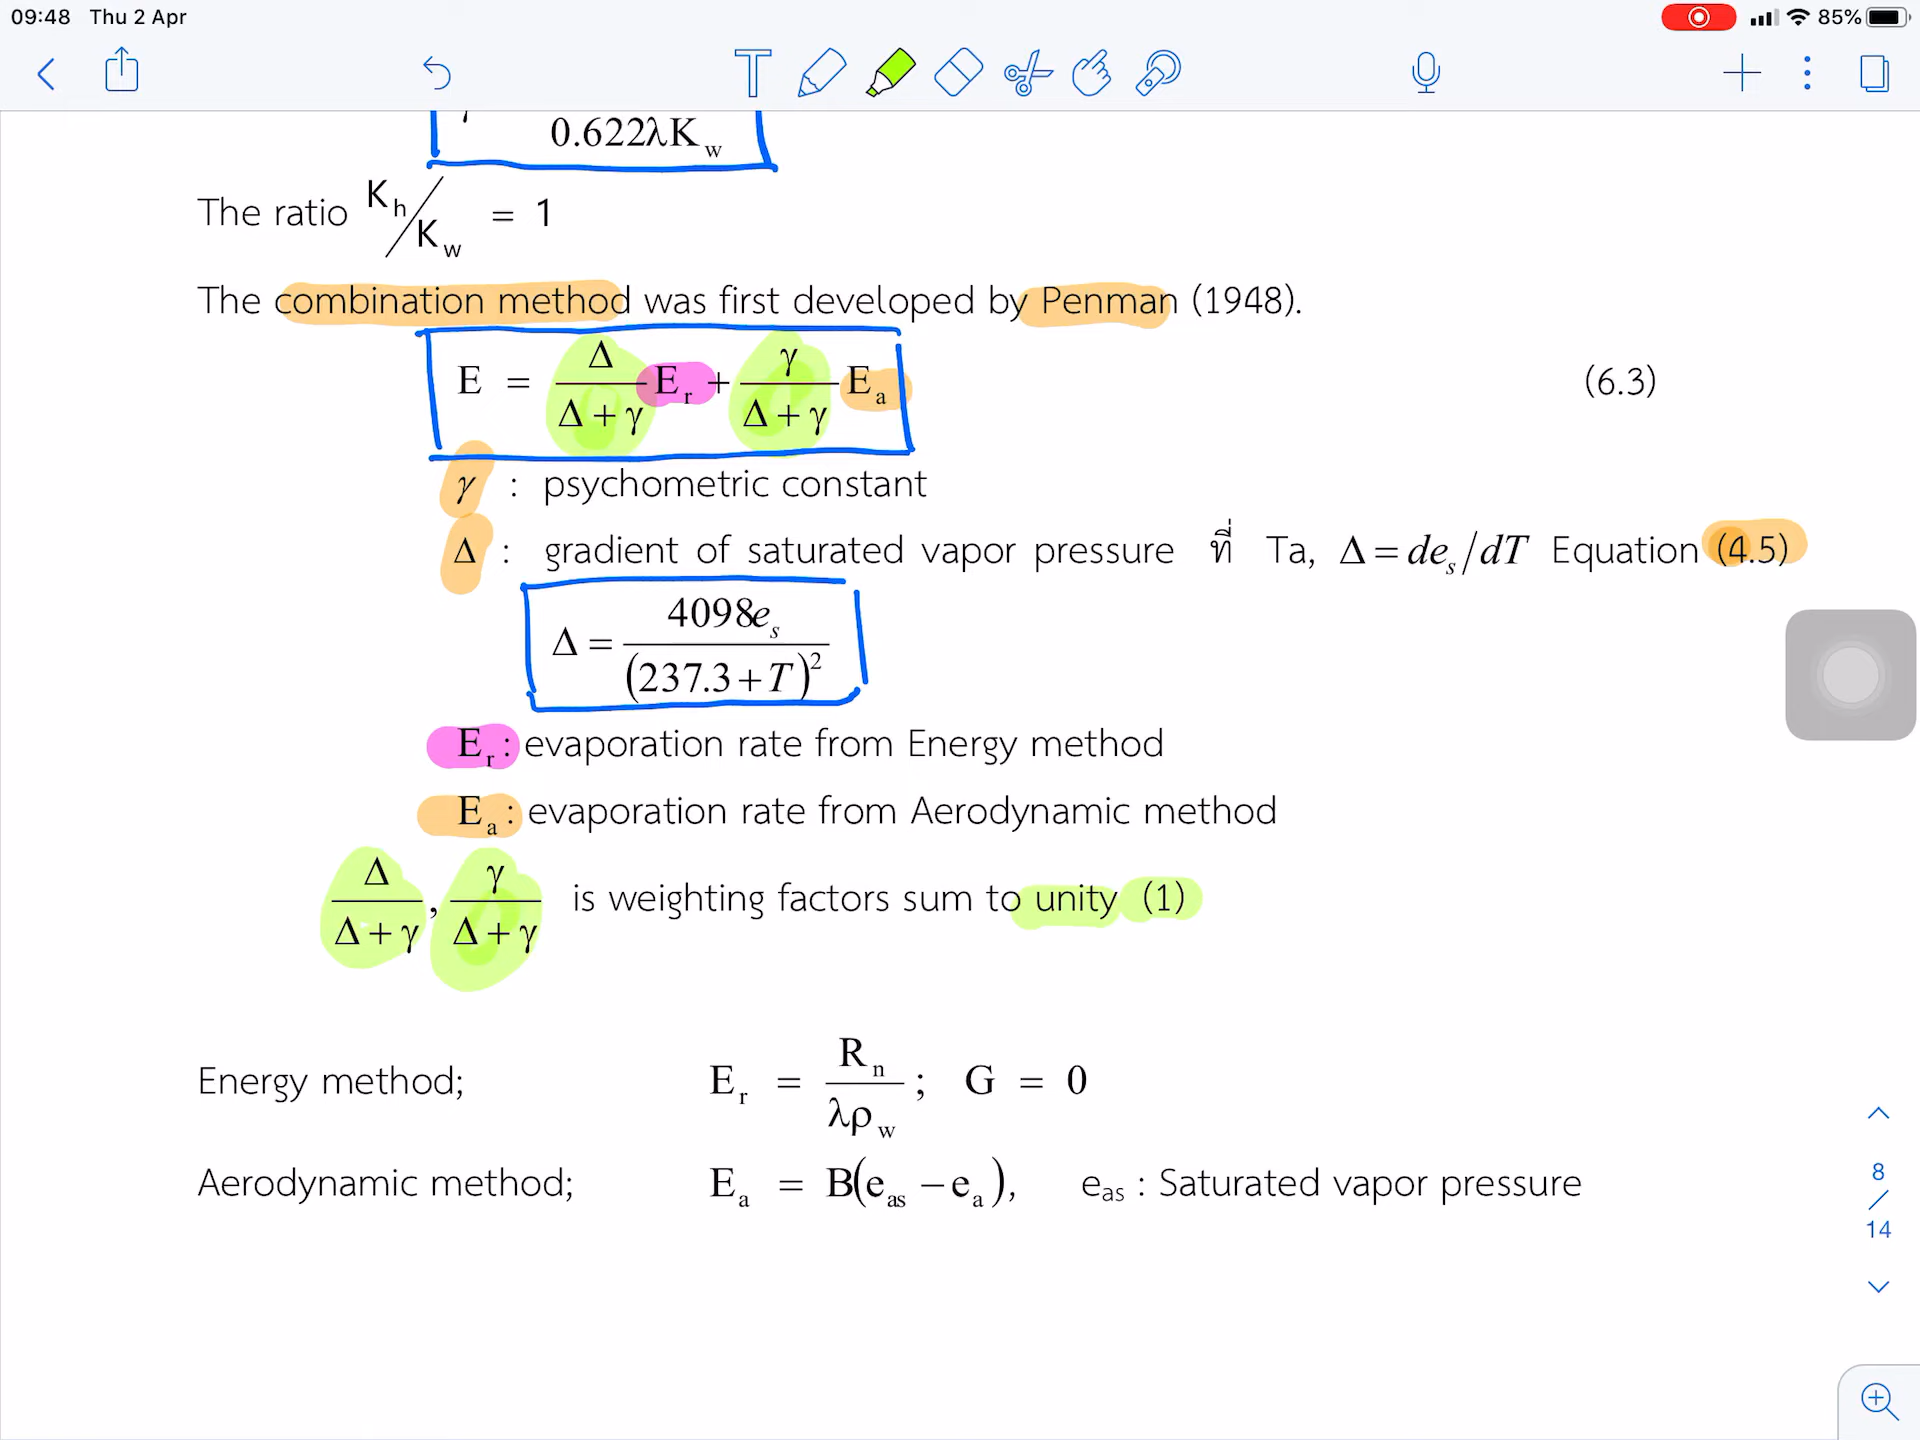 09:48 Thu 2 Apr 85%
0.622λK_w
The ratio K_h/K_w = 1
The combination method was first developed by Penman (1948).
E = Δ/(Δ + γ) E_r + γ/(Δ + γ) E_a (6.3)
γ : psychometric constant
Δ : gradient of saturated vapor pressure ที่ Ta, Δ = de_s/dT Equation (4.5)
Δ = 4098e_s/(237.3 + T)²
E_r : evaporation rate from Energy method
E_a : evaporation rate from Aerodynamic method
Δ/(Δ + γ), γ/(Δ + γ) is weighting factors sum to unity (1)
Energy method; E_r = R_n/λρ_w ; G = 0
Aerodynamic method; E_a = B(e_as − e_a), e_as : Saturated vapor pressure
8
/
14